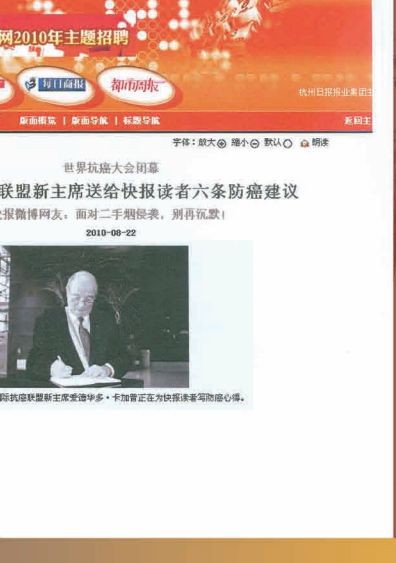 网2010年主题招聘
每日商报 都市周报
杭州日报报业集团主
版面概览 | 版面导航 | 标题导航 返回主
字体：放大 缩小 默认 朗读
世界抗癌大会闭幕
联盟新主席送给快报读者六条防癌建议
报微博网友：面对二手烟侵袭，别再沉默！
2010-08-22
际抗癌联盟新主席爱德华多·卡加普正在为快报读者写防癌心得。